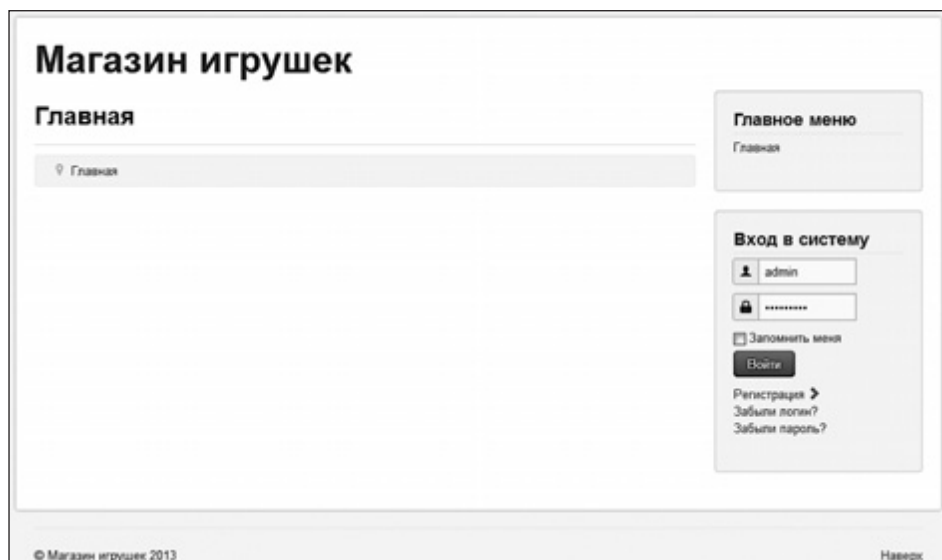 Магазин игрушек
Главная
Главная
Главное меню
Главная
Вход в систему
admin
••••••••••
Запомнить меня
Войти
Регистрация
Забыли логин?
Забыли пароль?
© Магазин игрушек 2013
Наверх